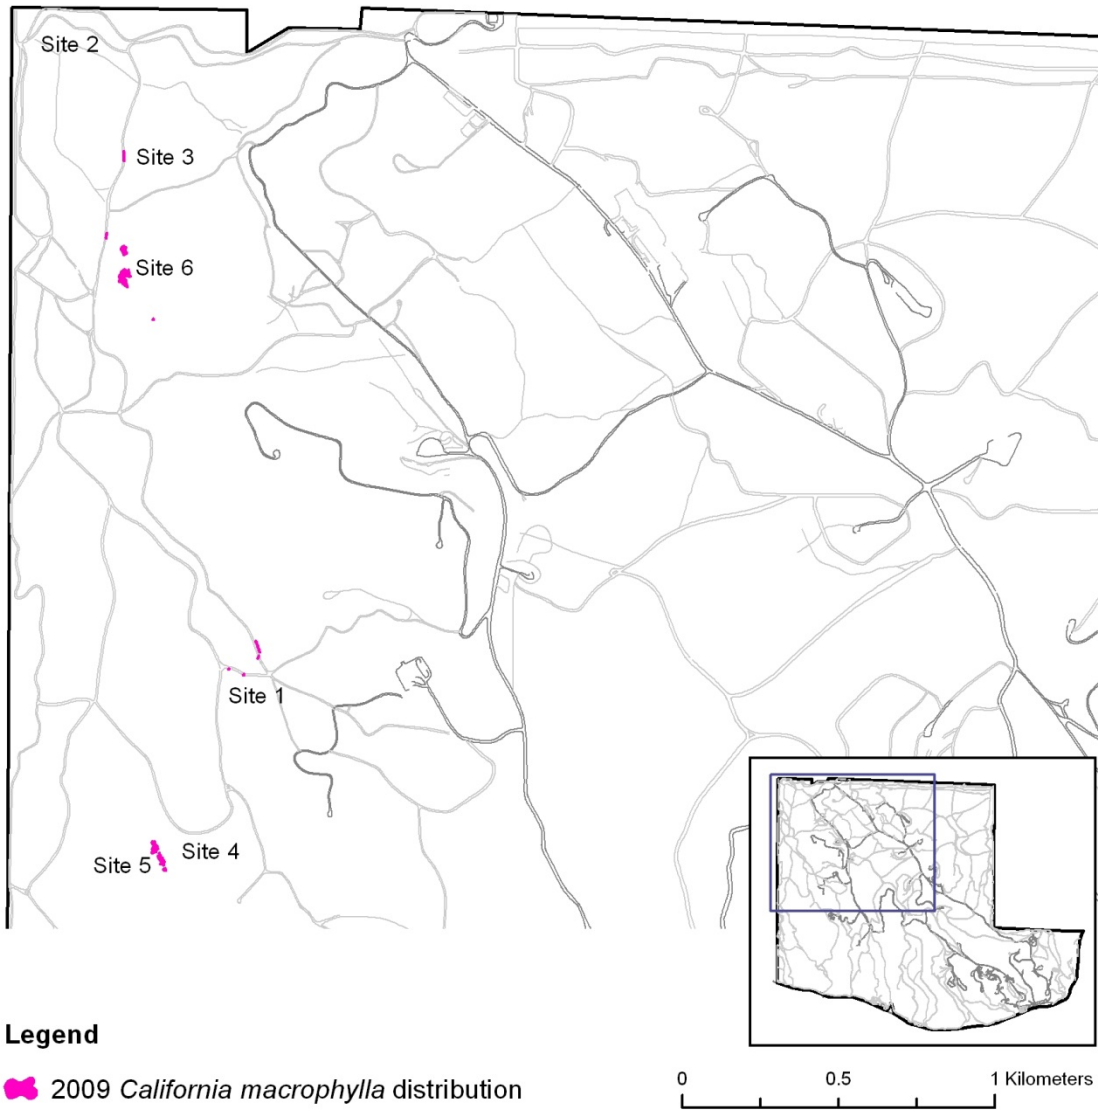 Site 2
Site 3
Site 6
Site 1
Site 5
Site 4
Legend
2009 California macrophylla distribution
0 0.5 1 Kilometers